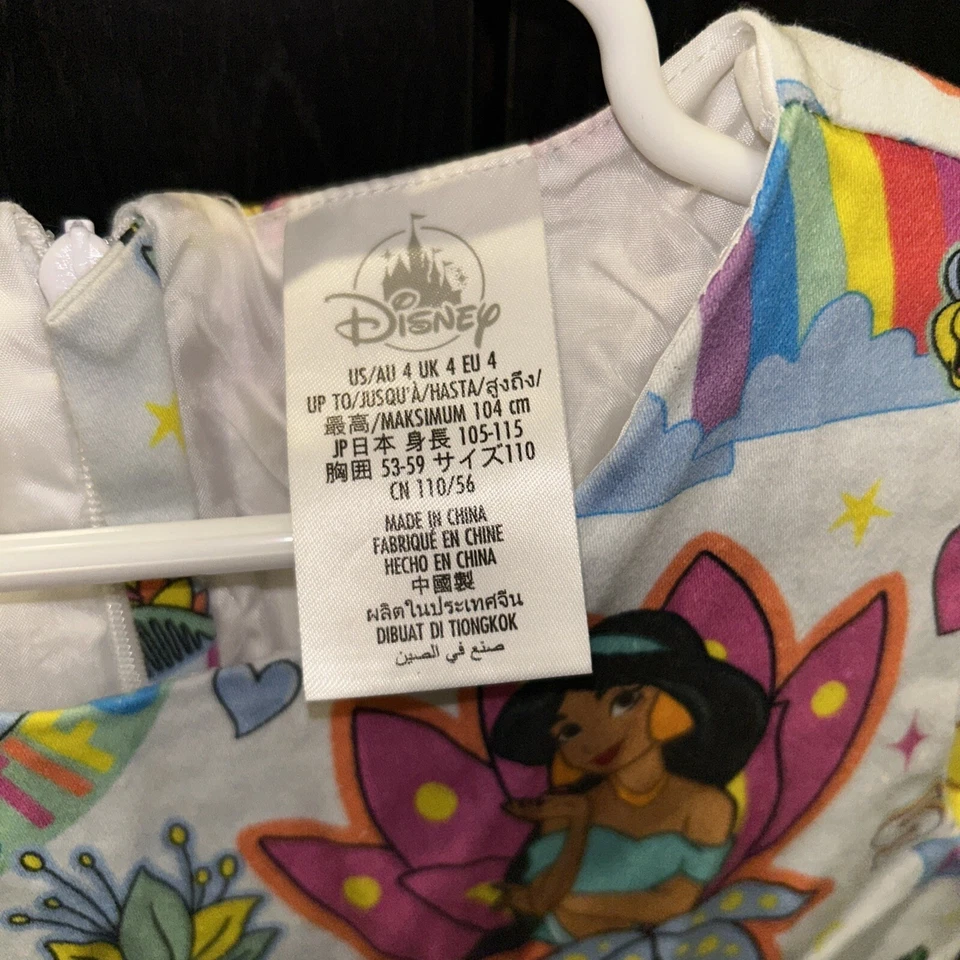 Disney
US/AU 4 UK 4 EU 4
UP TO/JUSQU'À/HASTA/สูงถึง/
最高/MAKSIMUM 104 cm
JP日本 身長 105-115
胸囲 53-59 サイズ110
CN 110/56
MADE IN CHINA
FABRIQUÉ EN CHINE
HECHO EN CHINA
中國製
ผลิตในประเทศจีน
DIBUAT DI TIONGKOK
صنع في الصين